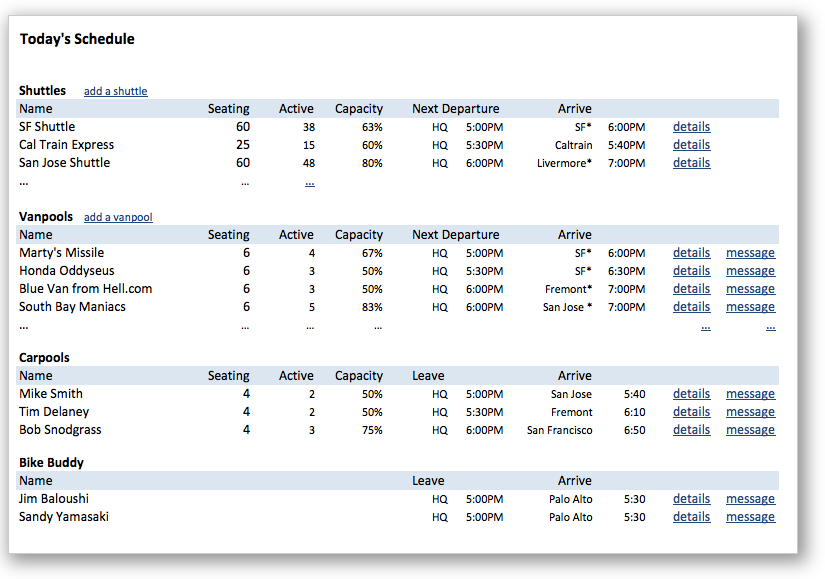 Today's Schedule
Shuttles add a shuttle
Name Seating Active Capacity Next Departure Arrive
SF Shuttle 60 38 63% HQ 5:00PM SF* 6:00PM details
Cal Train Express 25 15 60% HQ 5:30PM Caltrain 5:40PM details
San Jose Shuttle 60 48 80% HQ 6:00PM Livermore* 7:00PM details
... ... ...
Vanpools add a vanpool
Name Seating Active Capacity Next Departure Arrive
Marty's Missile 6 4 67% HQ 5:00PM SF* 6:00PM details message
Honda Oddyseus 6 3 50% HQ 5:30PM SF* 6:30PM details message
Blue Van from Hell.com 6 3 50% HQ 6:00PM Fremont* 7:00PM details message
South Bay Maniacs 6 5 83% HQ 6:00PM San Jose * 7:00PM details message
... ... ... ... ... ...
Carpools
Name Seating Active Capacity Leave Arrive
Mike Smith 4 2 50% HQ 5:00PM San Jose 5:40 details message
Tim Delaney 4 2 50% HQ 5:30PM Fremont 6:10 details message
Bob Snodgrass 4 3 75% HQ 6:00PM San Francisco 6:50 details message
Bike Buddy
Name Leave Arrive
Jim Baloushi HQ 5:00PM Palo Alto 5:30 details message
Sandy Yamasaki HQ 5:00PM Palo Alto 5:30 details message